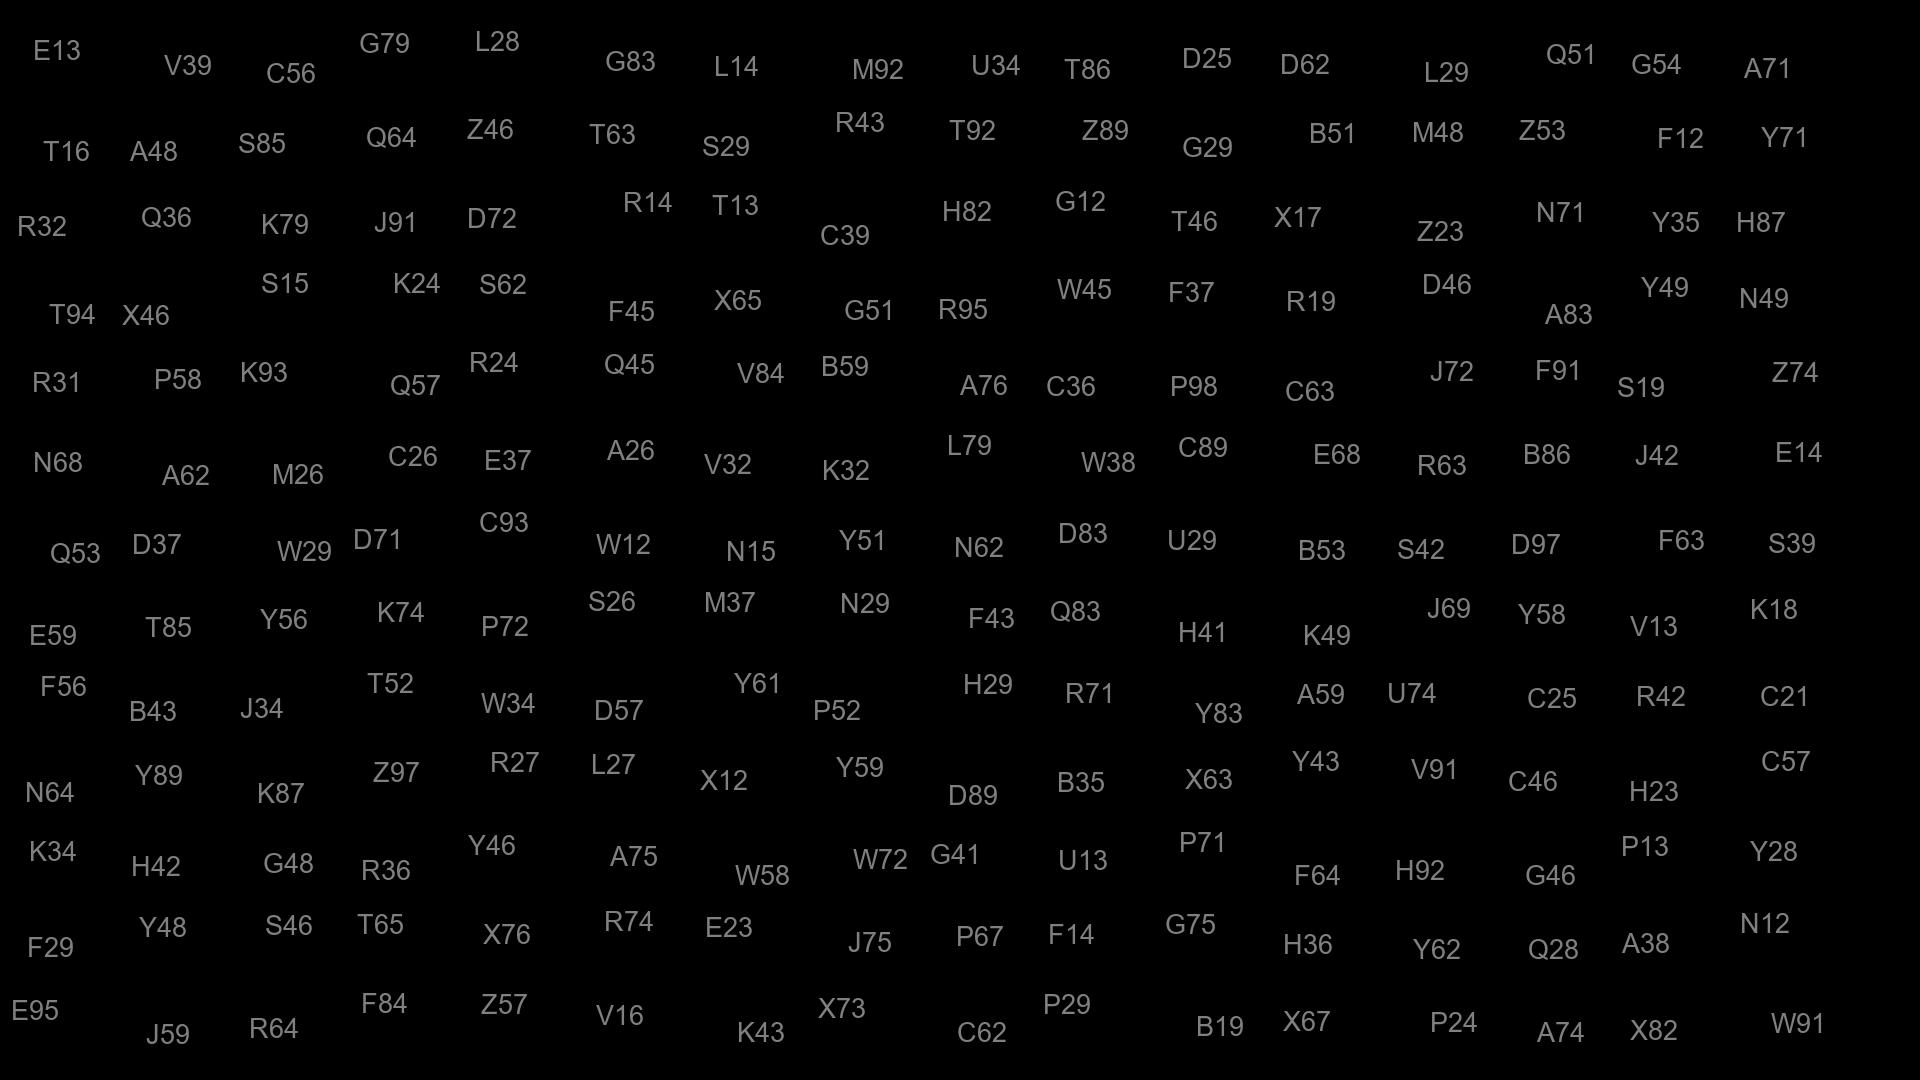 E13 V39 C56 G79 L28 G83 L14 M92 U34 T86 D25 D62 L29 Q51 G54 A71
T16 A48 S85 Q64 Z46 T63 S29 R43 T92 Z89 G29 B51 M48 Z53 F12 Y71
R32 Q36 K79 J91 D72 R14 T13 C39 H82 G12 T46 X17 Z23 N71 Y35 H87
T94 X46 S15 K24 S62 F45 X65 G51 R95 W45 F37 R19 D46 A83 Y49 N49
R31 P58 K93 Q57 R24 Q45 V84 B59 A76 C36 P98 C63 J72 F91 S19 Z74
N68 A62 M26 C26 E37 A26 V32 K32 L79 W38 C89 E68 R63 B86 J42 E14
Q53 D37 W29 D71 C93 W12 N15 Y51 N62 D83 U29 B53 S42 D97 F63 S39
E59 T85 Y56 K74 P72 S26 M37 N29 F43 Q83 H41 K49 J69 Y58 V13 K18
F56 B43 J34 T52 W34 D57 Y61 P52 H29 R71 Y83 A59 U74 C25 R42 C21
N64 Y89 K87 Z97 R27 L27 X12 Y59 D89 B35 X63 Y43 V91 C46 H23 C57
K34 H42 G48 R36 Y46 A75 W58 W72 G41 U13 P71 F64 H92 G46 P13 Y28
F29 Y48 S46 T65 X76 R74 E23 J75 P67 F14 G75 H36 Y62 Q28 A38 N12
E95 J59 R64 F84 Z57 V16 K43 X73 C62 P29 B19 X67 P24 A74 X82 W91